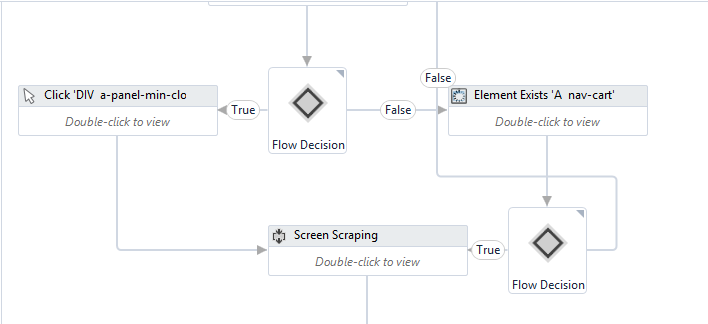 False
Click 'DIV a-panel-min-clo
Double-click to view
True
Flow Decision
False
Element Exists 'A nav-cart'
Double-click to view
Screen Scraping
Double-click to view
True
Flow Decision